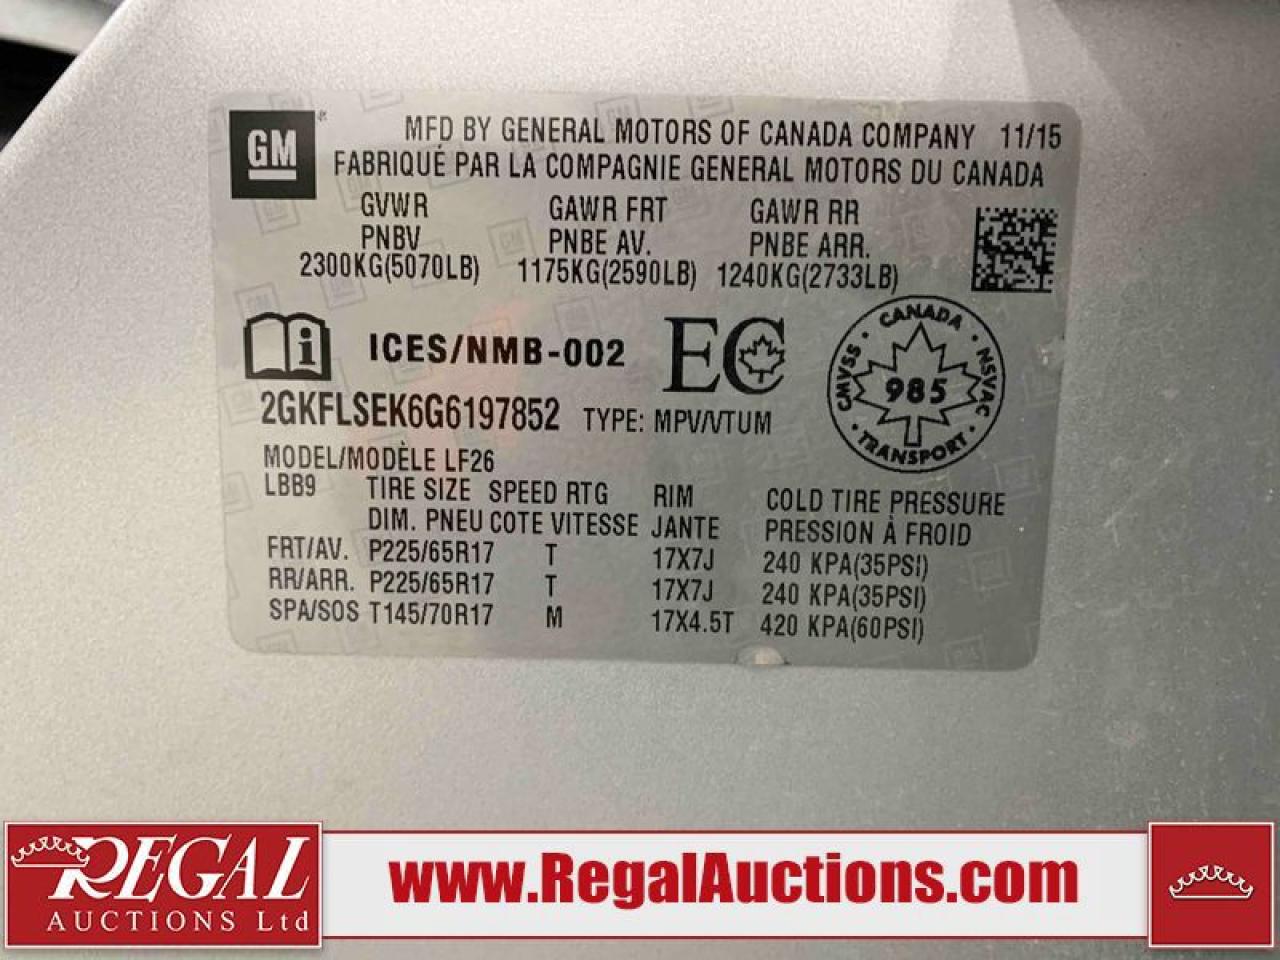 GM
MFD BY GENERAL MOTORS OF CANADA COMPANY 11/15
FABRIQUÉ PAR LA COMPAGNIE GENERAL MOTORS DU CANADA
GVWR GAWR FRT GAWR RR
PNBV PNBE AV. PNBE ARR.
2300KG(5070LB) 1175KG(2590LB) 1240KG(2733LB)
i ICES/NMB-002 EC
CANADA
CMVSS 985 NSVAC
TRANSPORT
2GKFLSEK6G6197852 TYPE: MPV/VTUM
MODEL/MODÈLE LF26
LBB9 TIRE SIZE SPEED RTG RIM COLD TIRE PRESSURE
DIM. PNEU COTE VITESSE JANTE PRESSION À FROID
FRT/AV. P225/65R17 T 17X7J 240 KPA(35PSI)
RR/ARR. P225/65R17 T 17X7J 240 KPA(35PSI)
SPA/SOS T145/70R17 M 17X4.5T 420 KPA(60PSI)
REGAL
AUCTIONS Ltd
www.RegalAuctions.com